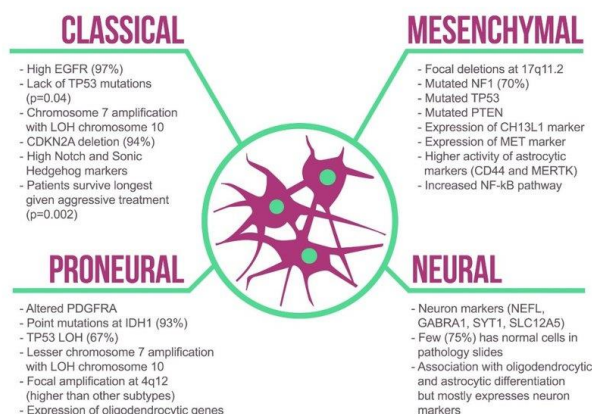 CLASSICAL
- High EGFR (97%)
- Lack of TP53 mutations
(p=0.04)
- Chromosome 7 amplification
with LOH chromosome 10
- CDKN2A deletion (94%)
- High Notch and Sonic
Hedgehog markers
- Patients survive longest
given aggressive treatment
(p=0.002)
MESENCHYMAL
- Focal deletions at 17q11.2
- Mutated NF1 (70%)
- Mutated TP53
- Mutated PTEN
- Expression of CH13L1 marker
- Expression of MET marker
- Higher activity of astrocytic
markers (CD44 and MERTK)
- Increased NF-kB pathway
PRONEURAL
- Altered PDGFRA
- Point mutations at IDH1 (93%)
- TP53 LOH (67%)
- Lesser chromosome 7 amplification
with LOH chromosome 10
- Focal amplification at 4q12
(higher than other subtypes)
- Expression of oligodendrocytic genes
NEURAL
- Neuron markers (NEFL,
GABRA1, SYT1, SLC12A5)
- Few (75%) has normal cells in
pathology slides
- Association with oligodendrocytic
and astrocytic differentiation
but mostly expresses neuron
markers